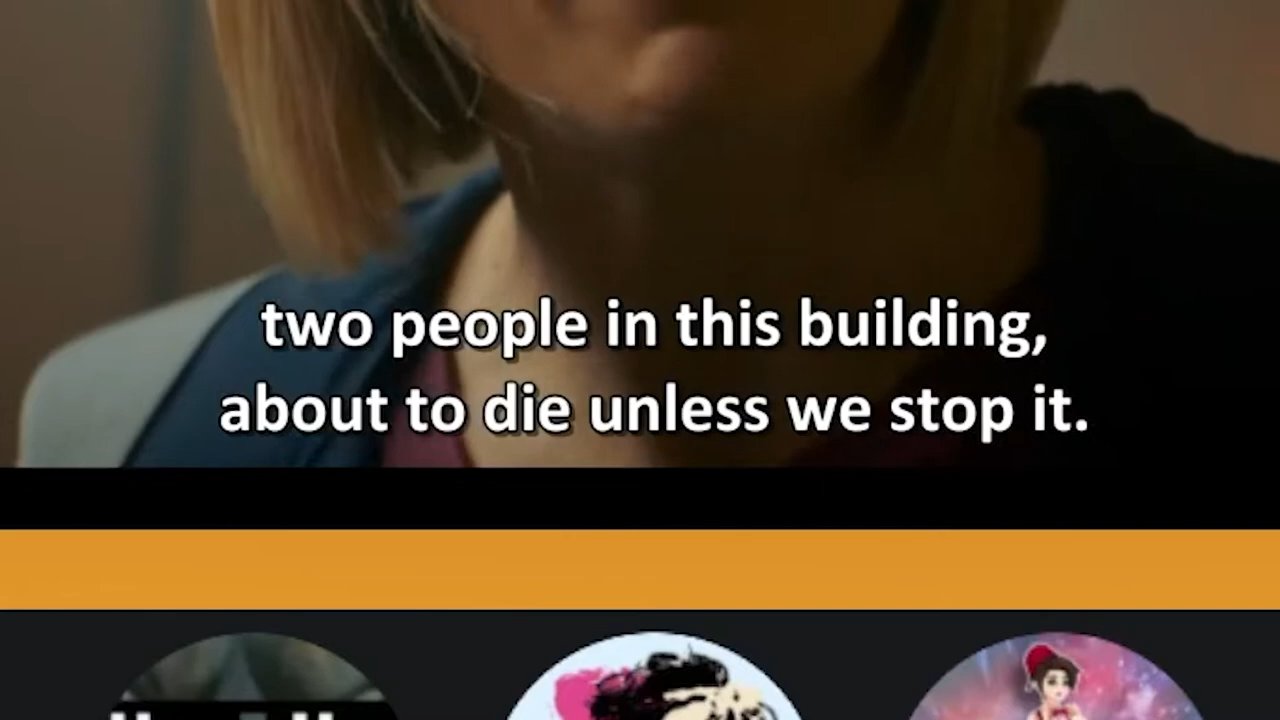 two people in this building,
about to die unless we stop it.